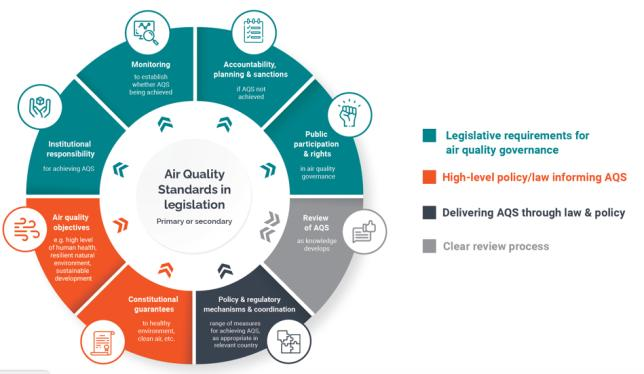 Monitoring
to establish
whether AQS
being achieved
Accountability,
planning & sanctions
if AQS not
achieved
Public
participation
& rights
in air quality
governance
Review
of AQS
as knowledge
develops
Policy & regulatory
mechanisms & coordination
range of measures
for achieving AQS,
as appropriate in
relevant country
Constitutional
guarantees
to healthy
environment,
clean air, etc.
Air quality
objectives
e.g. high level
of human health,
resilient natural
environment,
sustainable
development
Institutional
responsibility
for achieving AQS
Air Quality
Standards in
legislation
Primary or secondary
Legislative requirements for
air quality governance
High-level policy/law informing AQS
Delivering AQS through law & policy
Clear review process